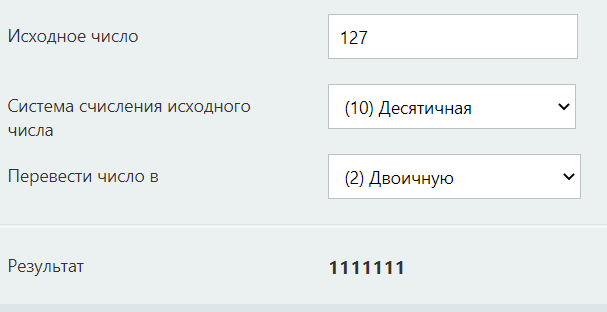 Исходное число 127
Система счисления исходного (10) Десятичная
числа
Перевести число в (2) Двоичную
Результат 1111111